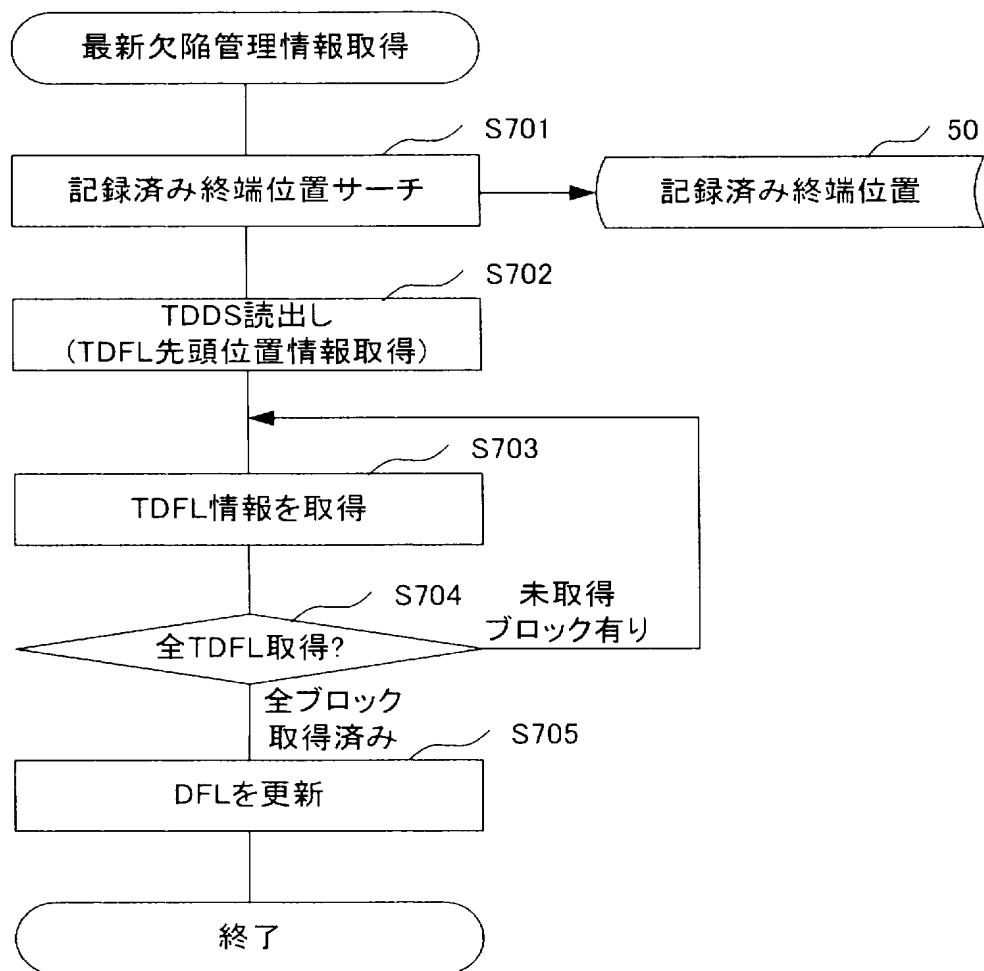 最新欠陥管理情報取得
S701
50
記録済み終端位置サーチ
記録済み終端位置
S702
TDDS読出し
(TDFL先頭位置情報取得)
S703
TDFL情報を取得
S704
未取得
ブロック有り
全TDFL取得?
全ブロック
取得済み
S705
DFLを更新
終了